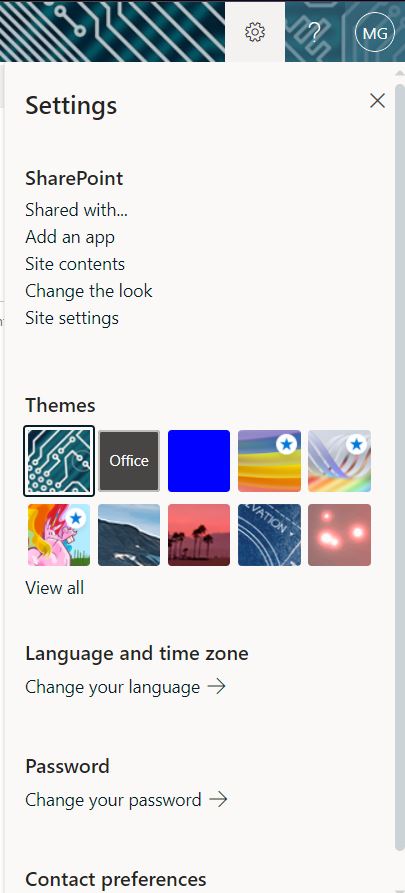 ?
MG
Settings
SharePoint
Shared with...
Add an app
Site contents
Change the look
Site settings
Themes
Office
VATION
View all
Language and time zone
Change your language
Password
Change your password
Contact preferences